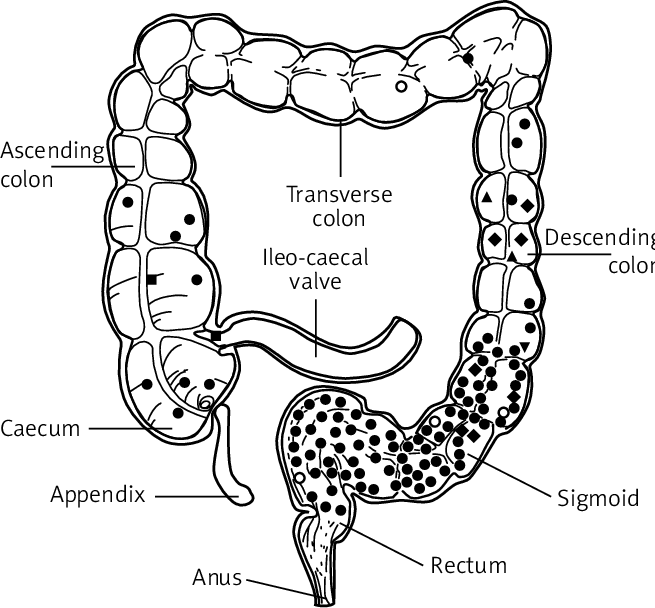 Ascending
colon
Transverse
colon
Ileo-caecal
valve
Descending
colon
Caecum
Appendix
Sigmoid
Rectum
Anus